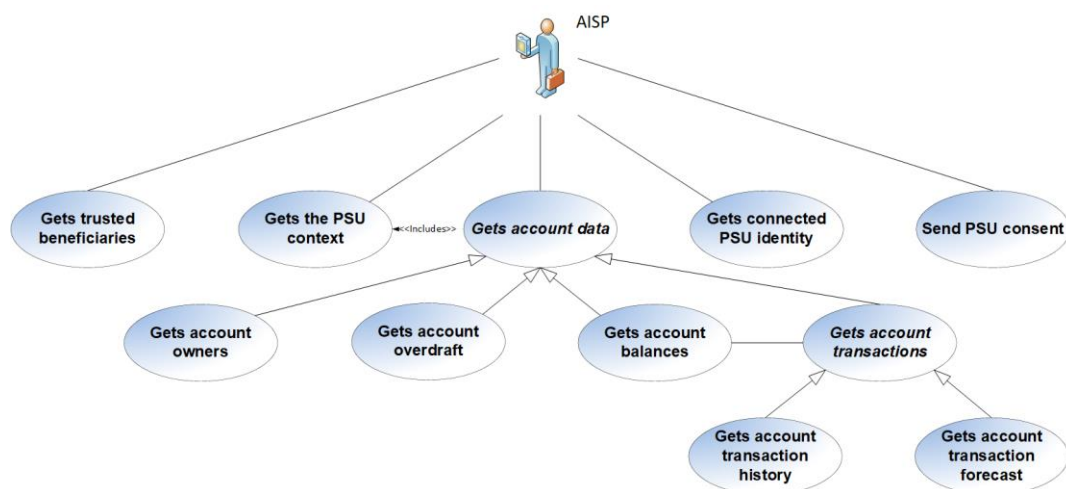 AISP
Gets trusted
beneficiaries
Gets the PSU
context
<<Includes>>
Gets account data
Gets connected
PSU identity
Send PSU consent
Gets account
owners
Gets account
overdraft
Gets account
balances
Gets account
transactions
Gets account
transaction
history
Gets account
transaction
forecast